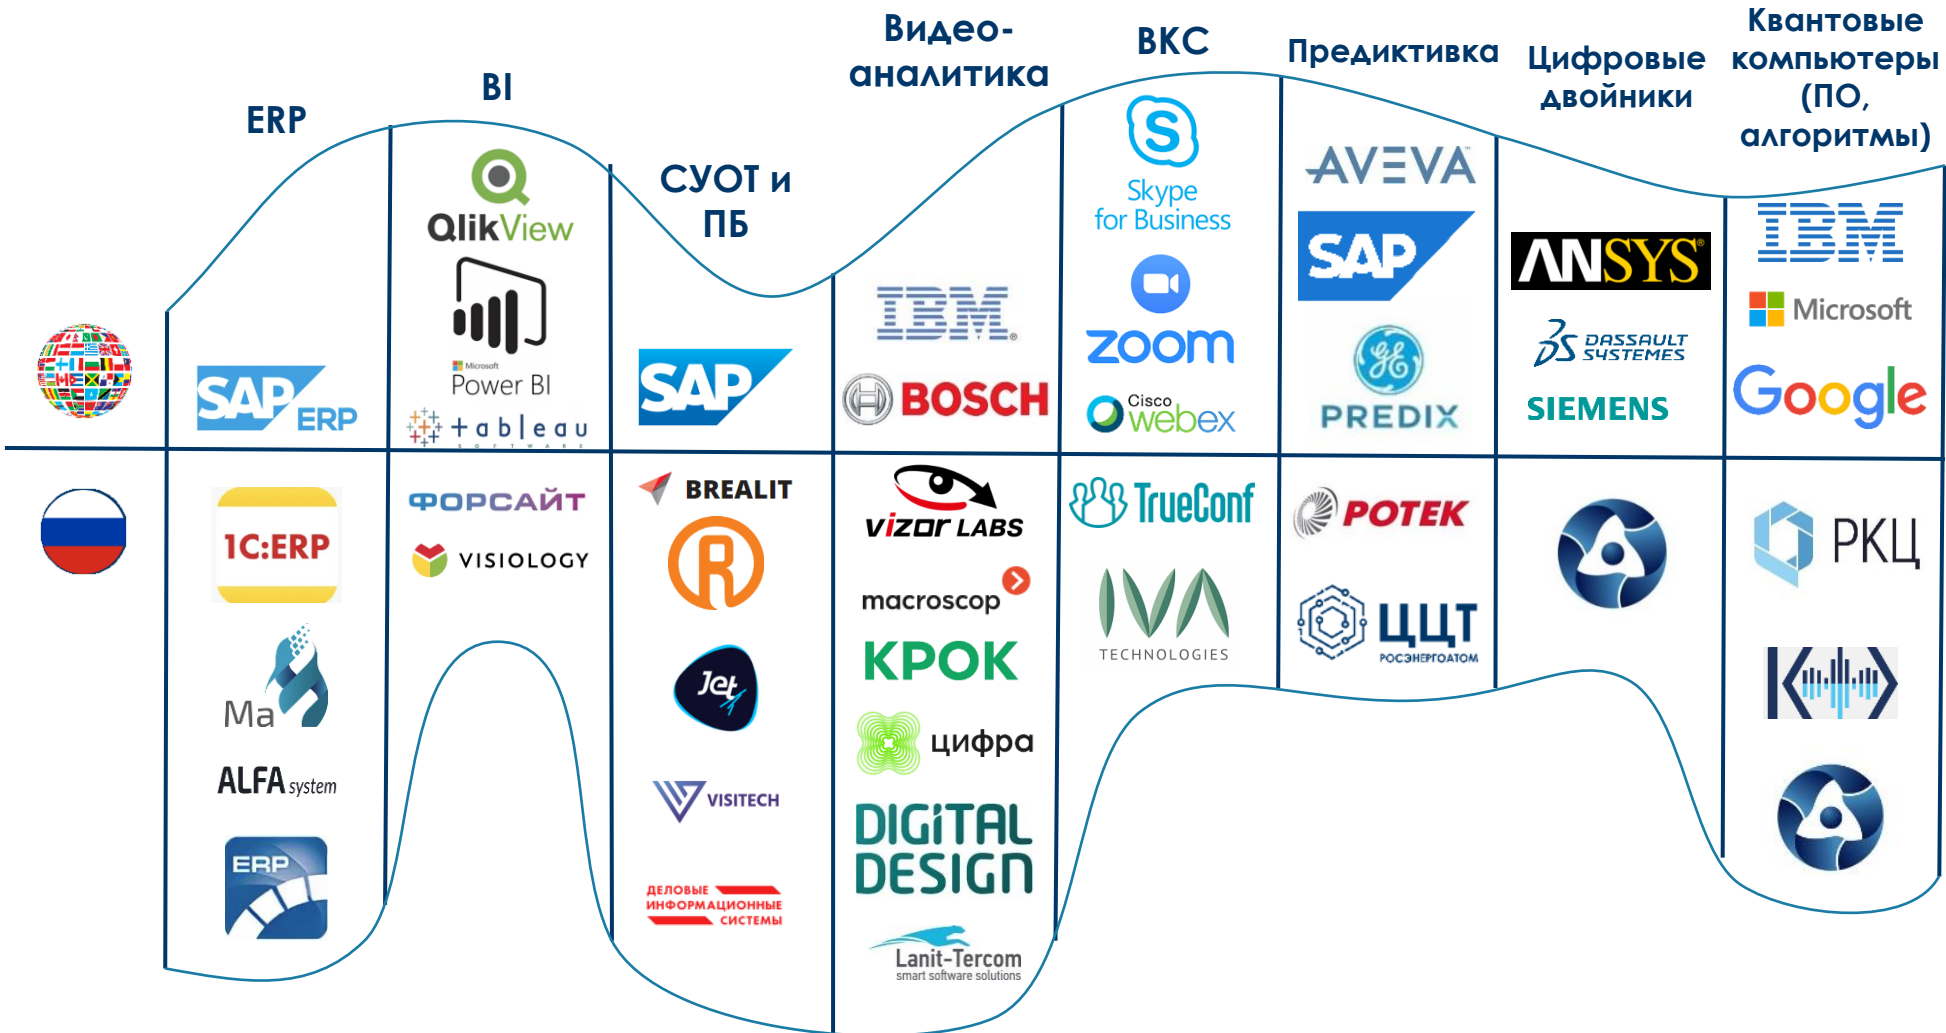 ERP
BI
СУОТ и
ПБ
Видео-
аналитика
ВКС
Предиктивка
Цифровые
двойники
Квантовые
компьютеры
(ПО,
алгоритмы)
SAP ERP
QlikView
Microsoft
Power BI
+ a b | e a u
S O F T W A R E
SAP
IBM
BOSCH
Skype
for Business
zoom
Cisco
webex
AVEVA
SAP
GE
PREDIX
ANSYS
DASSAULT
SYSTEMES
SIEMENS
IBM
Microsoft
Google
1C:ERP
Ma
ALFA system
ERP
ФОРСАЙТ
VISIOLOGY
BREALIT
R
Jet
VISITECH
ДЕЛОВЫЕ
ИНФОРМАЦИОННЫЕ
СИСТЕМЫ
Vizor LABS
macroscop
КРОК
цифра
DIGITAL
DESIGN
Lanit-Tercom
smart software solutions
TrueConf
IVA
TECHNOLOGIES
РОТЕК
ЦЦТ
РОСЭНЕРГОАТОМ
РКЦ